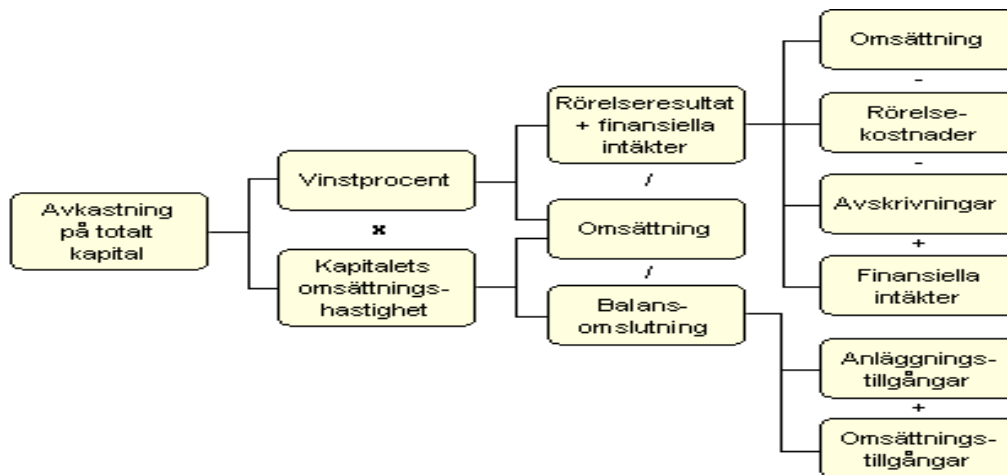 Avkastning
på totalt
kapital
Vinstprocent
x
Kapitalets
omsättnings-
hastighet
Rörelseresultat
+ finansiella
intäkter
/
Omsättning
/
Balans-
omslutning
Omsättning
-
Rörelse-
kostnader
-
Avskrivningar
+
Finansiella
intäkter
Anläggnings-
tillgångar
+
Omsättnings-
tillgångar